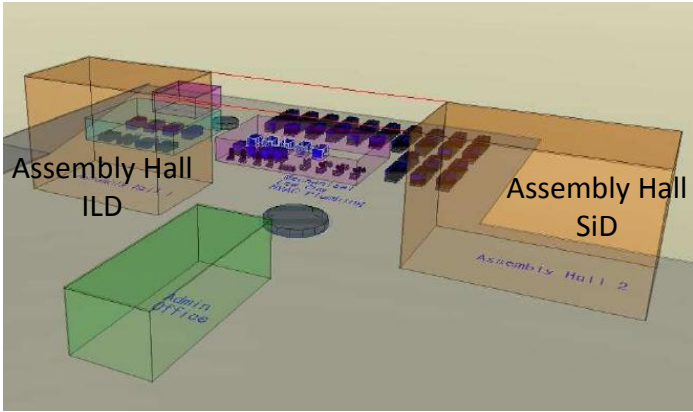 Assembly Hall
ILD
Assembly Hall
SiD
Assembly Hall 2
Admin
Office